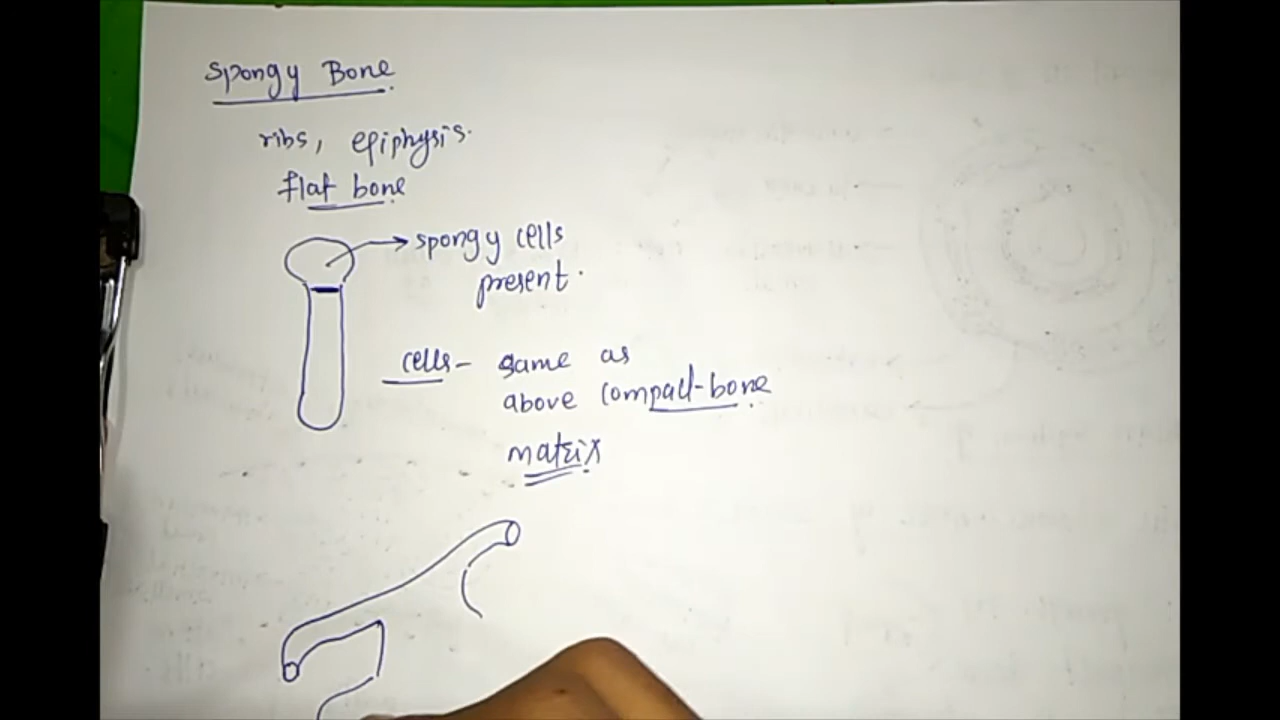 Spongy Bone.
ribs, epiphysis.
flat bone
spongy cells
present.
cells - same as
above compact-bone
matrix